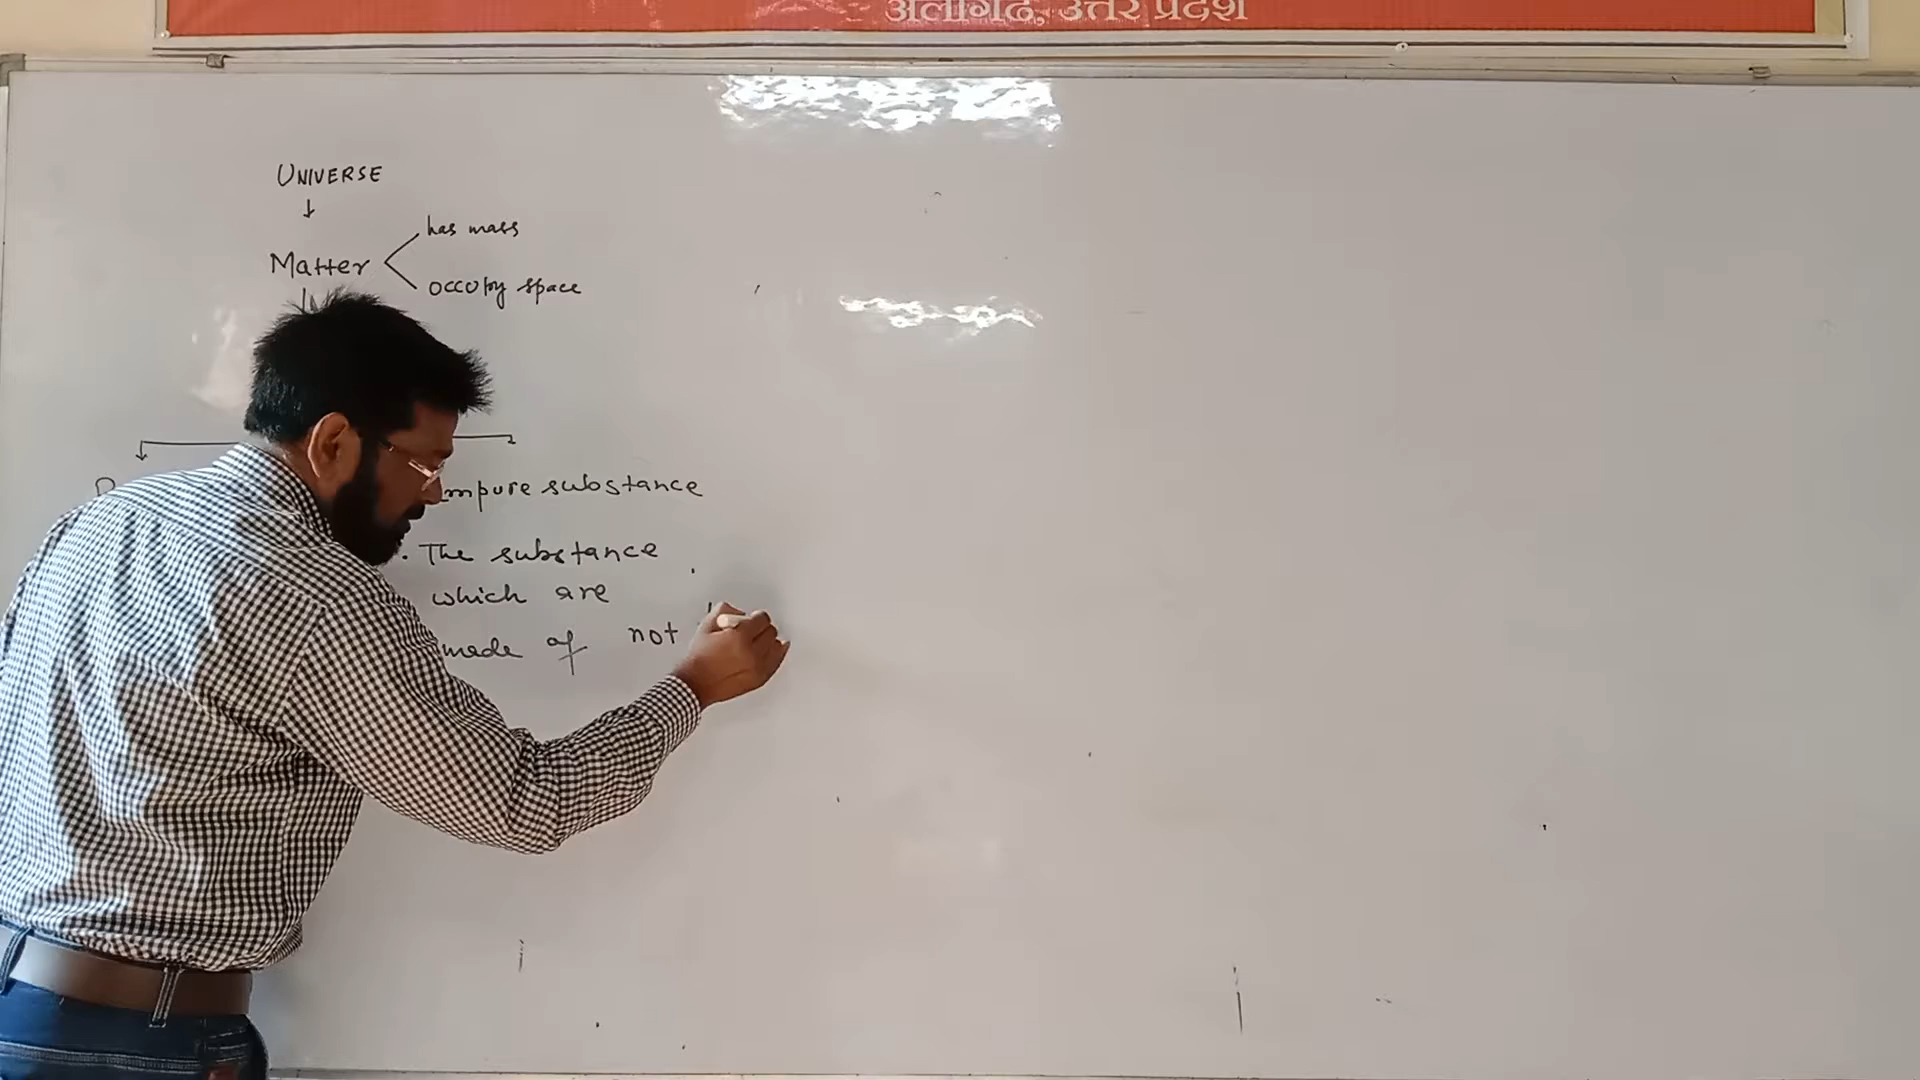 अलीगढ, उत्तर प्रदेश
UNIVERSE
Matter
has mass
occupy space
substance
. The substance
which are
made of not